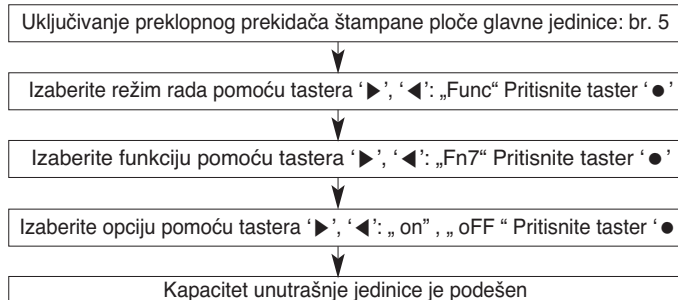 Uključivanje preklopnog prekidača štampane ploče glavne jedinice: br. 5
Izaberite režim rada pomoću tastera ‘▶’, ‘◀’: „Func“ Pritisnite taster ‘●’
Izaberite funkciju pomoću tastera ‘▶’, ‘◀’: „Fn7“ Pritisnite taster ‘●’
Izaberite opciju pomoću tastera ‘▶’, ‘◀’: „ on” , „ oFF “ Pritisnite taster ‘●
Kapacitet unutrašnje jedinice je podešen